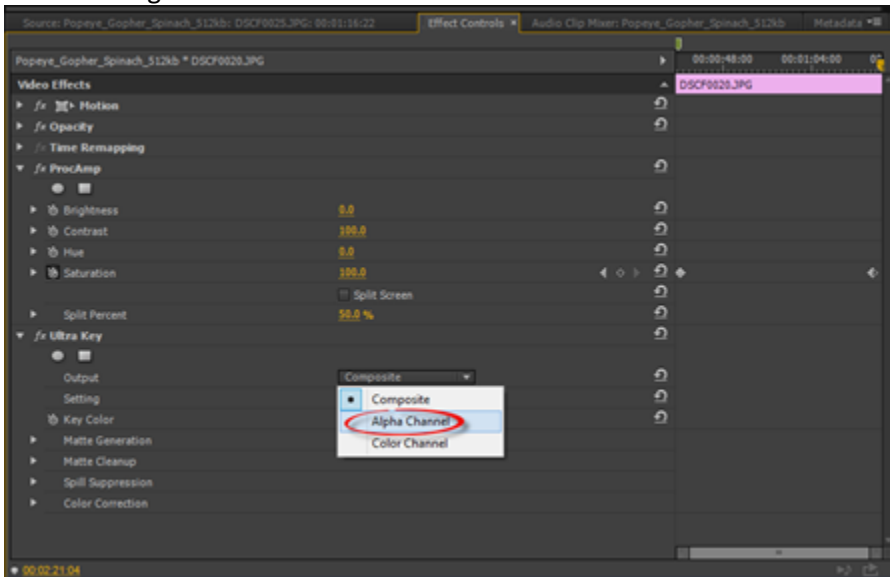 Source: Popeye_Gopher_Spinach_512kb: DSCF0025.JPG: 00:01:16:22 Effect Controls × Audio Clip Mixer: Popeye_Gopher_Spinach_512kb Metadata
Popeye_Gopher_Spinach_512kb * DSCF0020.JPG 00:00:48:00 00:01:04:00
Video Effects DSCF0020.JPG
fx Motion
fx Opacity
fx Time Remapping
fx ProcAmp
Brightness 0.0
Contrast 100.0
Hue 0.0
Saturation 100.0
Split Screen
Split Percent 50.0 %
fx Ultra Key
Output Composite
Setting Composite
Key Color Alpha Channel
Matte Generation Color Channel
Matte Cleanup
Spill Suppression
Color Correction
00:02:21:04